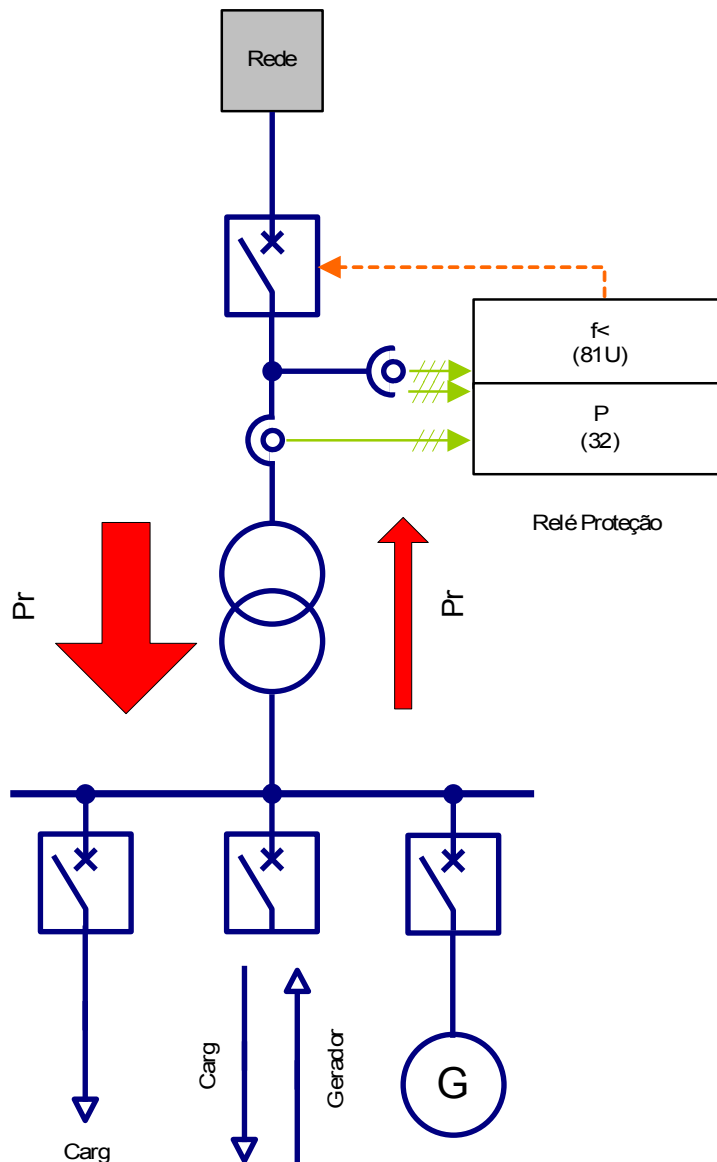 Rede
f<
(81U)
P
(32)
Relé Proteção
Pr
Pr
Carg
Gerador
G
Carg